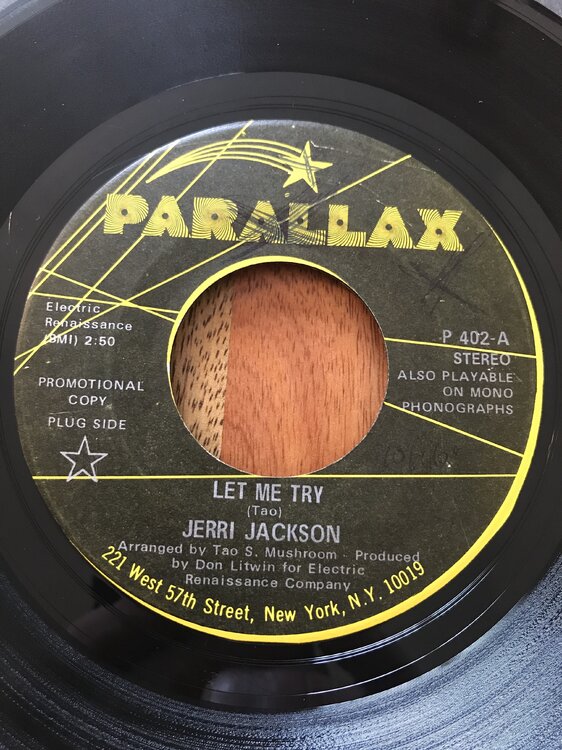 PARALLAX
Electric
Renaissance
(BMI) 2:50
PROMOTIONAL
COPY
PLUG SIDE
P 402-A
STEREO
ALSO PLAYABLE
ON MONO
PHONOGRAPHS
LET ME TRY
(Tao)
JERRI JACKSON
Arranged by Tao S. Mushroom · Produced
by Don Litwin for Electric
Renaissance Company
221 West 57th Street, New York, N.Y. 10019